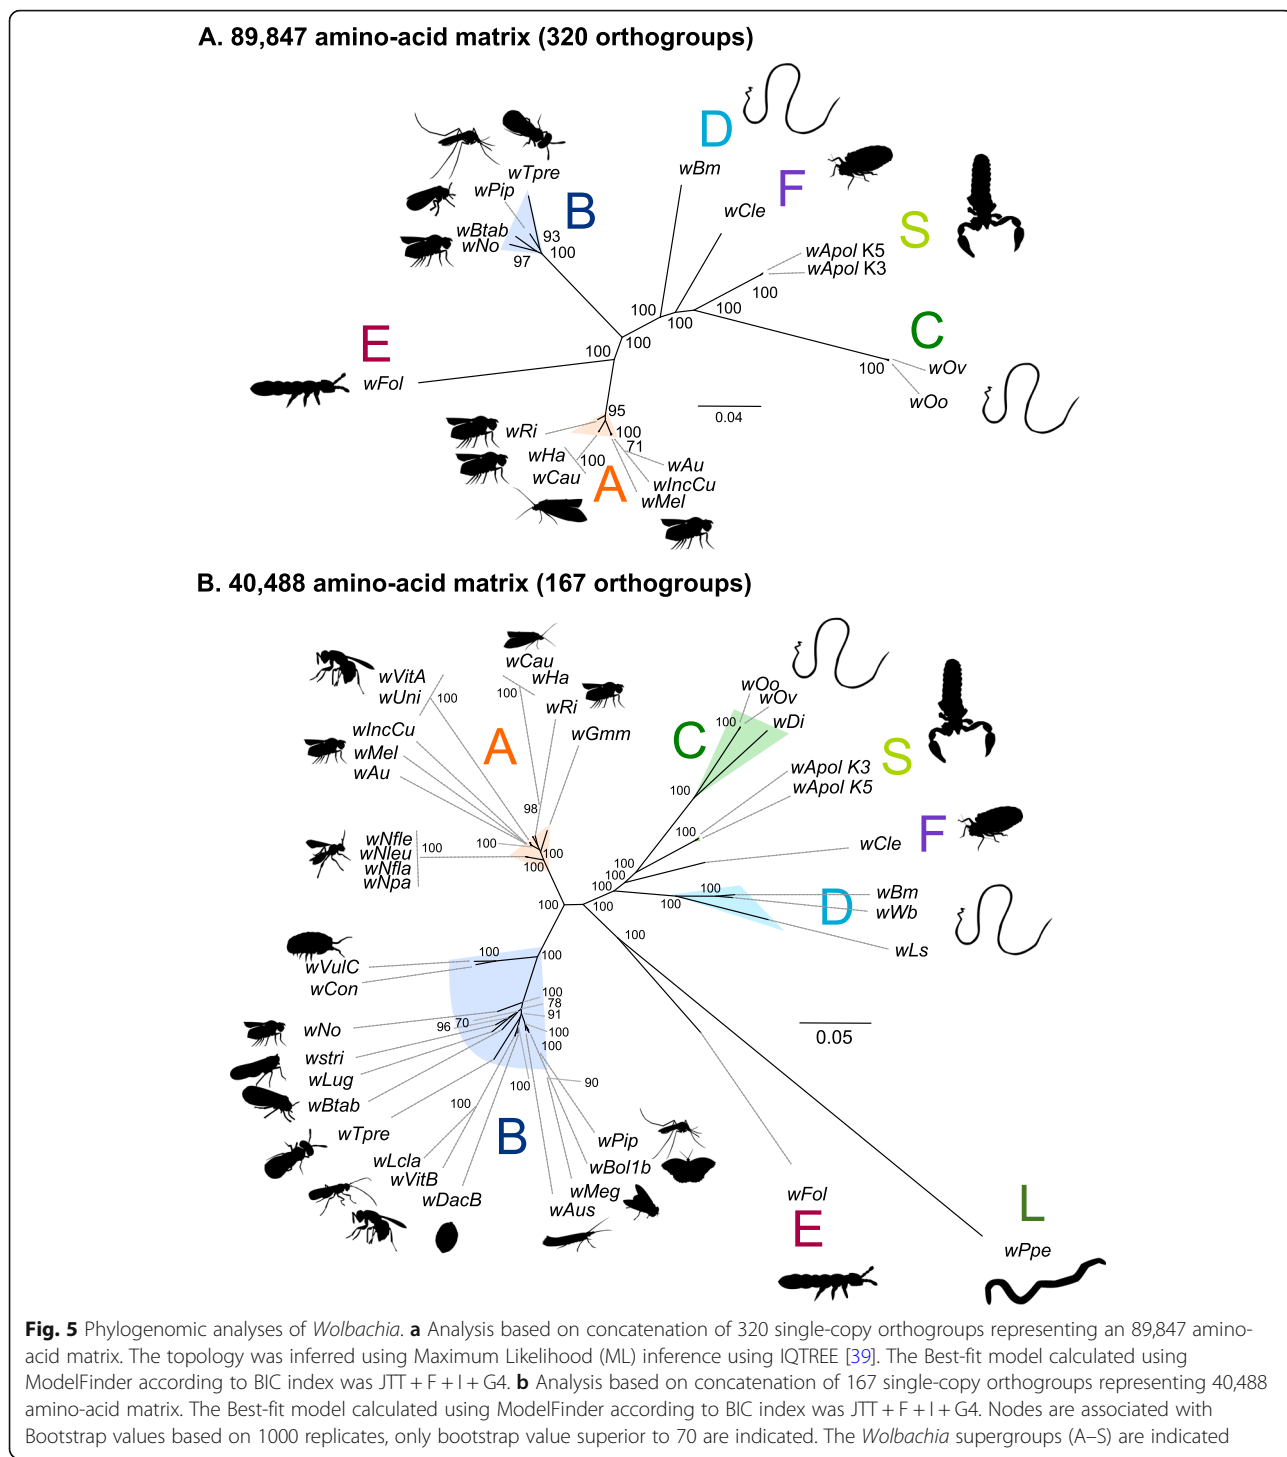 A. 89,847 amino-acid matrix (320 orthogroups)
D
wBm
F
wCle
S
wApol K5
wApol K3
wTpre
wPip
B
wBtab
wNo
93
100
97
100
100
100
100
100
100
C
100
wOv
wOo
E
wFol
0.04
95
wRi
100
71
wHa
100
wCau
A
wAu
wIncCu
wMel
B. 40,488 amino-acid matrix (167 orthogroups)
wCau
wHa
wVitA
wUni
100
100
wRi
wGmm
wIncCu
wMel
wAu
A
98
wNfle
wNleu
wNfla
wNpa
100
100
100
100
wOo
wOv
100
wDi
C
wApol K3
wApol K5
S
100
100
wCle
F
100
100
100
100
100
100
wBm
wWb
D
wLs
100
100
0.05
wVulC
wCon
100
100
100
78
91
96 70
100
100
wNo
wstri
wLug
wBtab
wTpre
100
90
100
wLcla
wVitB
wDacB
B
wPip
wBol1b
wMeg
wAus
wFol
E
L
wPpe
Fig. 5 Phylogenomic analyses of Wolbachia. a Analysis based on concatenation of 320 single-copy orthogroups representing an 89,847 amino-
acid matrix. The topology was inferred using Maximum Likelihood (ML) inference using IQTREE [39]. The Best-fit model calculated using
ModelFinder according to BIC index was JTT + F + I + G4. b Analysis based on concatenation of 167 single-copy orthogroups representing 40,488
amino-acid matrix. The Best-fit model calculated using ModelFinder according to BIC index was JTT + F + I + G4. Nodes are associated with
Bootstrap values based on 1000 replicates, only bootstrap value superior to 70 are indicated. The Wolbachia supergroups (A–S) are indicated